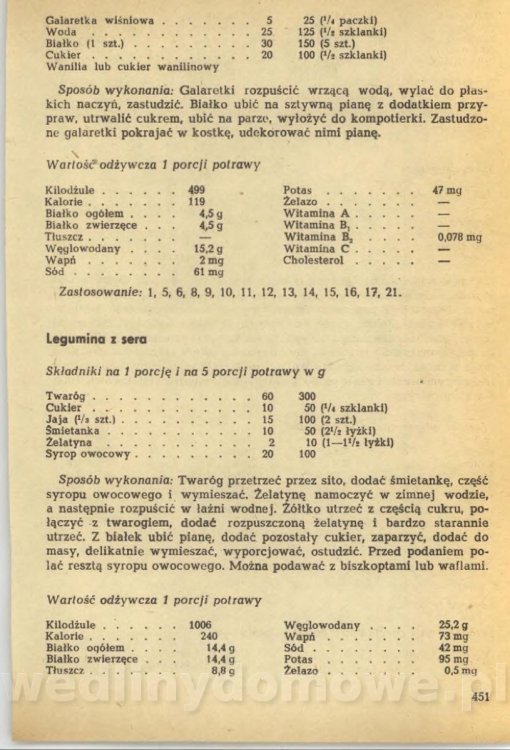 Galaretka wiśniowa . . . . . . . 5 25 (¹/₄ paczki)
Woda . . . . . . . . . . . . 25 125 (¹/₂ szklanki)
Białko (1 szt.) . . . . . . . . . 30 150 (5 szt.)
Cukier . . . . . . . . . . . . 20 100 (¹/₂ szklanki)
Wanilia lub cukier wanilinowy
Sposób wykonania: Galaretki rozpuścić wrzącą wodą, wylać do płas-
kich naczyń, zastudzić. Białko ubić na sztywną pianę z dodatkiem przy-
praw, utrwalić cukrem, ubić na parze, wyłożyć do kompotierki. Zastudzo-
ne galaretki pokrajać w kostkę, udekorować nimi pianę.
Wartość odżywcza 1 porcji potrawy
Kilodżule . . . . . . 499 Potas . . . . . . . 47 mg
Kalorie . . . . . . . 119 Żelazo . . . . . . . —
Białko ogółem . . . . 4,5 g Witamina A . . . . . —
Białko zwierzęce . . . 4,5 g Witamina B₁ . . . . . —
Tłuszcz . . . . . . . — Witamina B₂ . . . . . 0,078 mg
Węglowodany . . . . 15,2 g Witamina C . . . . . —
Wapń . . . . . . . 2 mg Cholesterol . . . . . —
Sód . . . . . . . . 61 mg
Zastosowanie: 1, 5, 6, 8, 9, 10, 11, 12, 13, 14, 15, 16, 17, 21.
Legumina z sera
Składniki na 1 porcję i na 5 porcji potrawy w g
Twaróg . . . . . . . . . . . . 60 300
Cukier . . . . . . . . . . . . 10 50 (¹/₄ szklanki)
Jaja (¹/₃ szt.) . . . . . . . . . . 15 100 (2 szt.)
Śmietanka . . . . . . . . . . . 10 50 (2¹/₂ łyżki)
Żelatyna . . . . . . . . . . . 2 10 (1—1¹/₂ łyżki)
Syrop owocowy . . . . . . . . . 20 100
Sposób wykonania: Twaróg przetrzeć przez sito, dodać śmietankę, część
syropu owocowego i wymieszać. Żelatynę namoczyć w zimnej wodzie,
a następnie rozpuścić w łaźni wodnej. Żółtko utrzeć z częścią cukru, po-
łączyć z twarogiem, dodać rozpuszczoną żelatynę i bardzo starannie
utrzeć. Z białek ubić pianę, dodać pozostały cukier, zaparzyć, dodać do
masy, delikatnie wymieszać, wyporcjować, ostudzić. Przed podaniem po-
lać resztą syropu owocowego. Można podawać z biszkoptami lub waflami.
Wartość odżywcza 1 porcji potrawy
Kilodżule . . . . . . 1006 Węglowodany . . . . 25,2 g
Kalorie . . . . . . . 240 Wapń . . . . . . . 73 mg
Białko ogółem . . . . 14,4 g Sód . . . . . . . . 42 mg
Białko zwierzęce . . . 14,4 g Potas . . . . . . . 95 mg
Tłuszcz . . . . . . . 8,8 g Żelazo . . . . . . . 0,5 mg
wedlinydomowe.pl
451